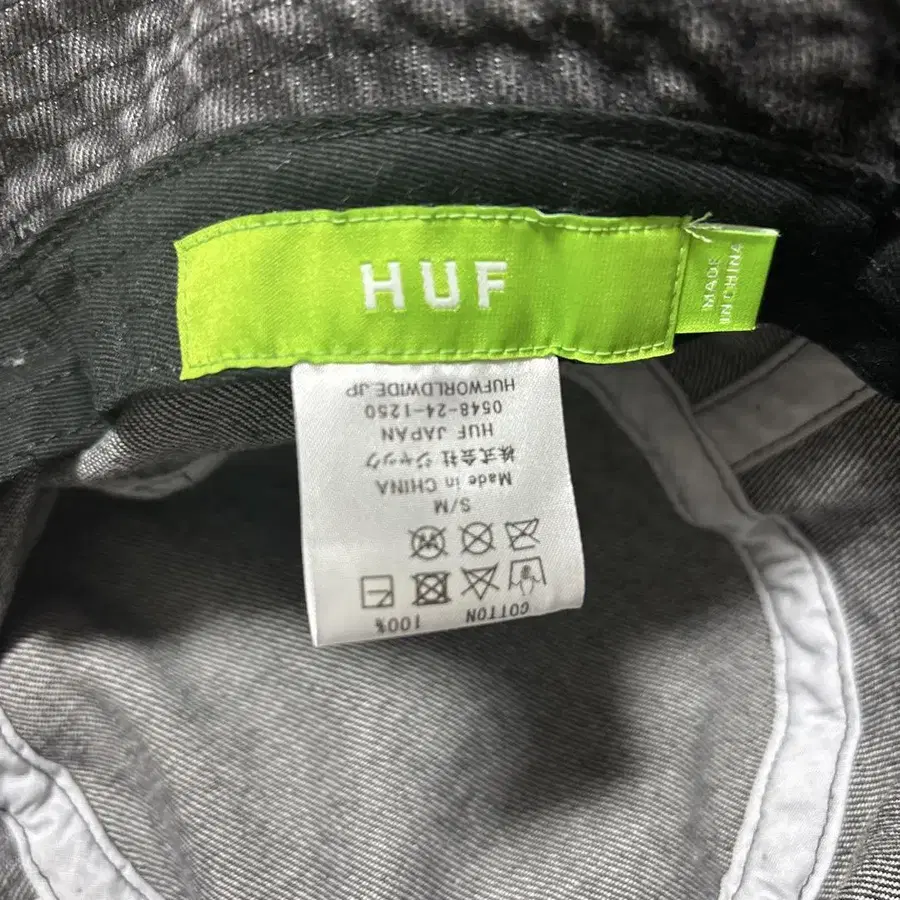 HUF
MADE
IN CHINA
COTTON 100%
S/M
Made in CHINA
株式会社 ジャック
HUF JAPAN
0548-24-1250
HUFWORLDWIDE.JP